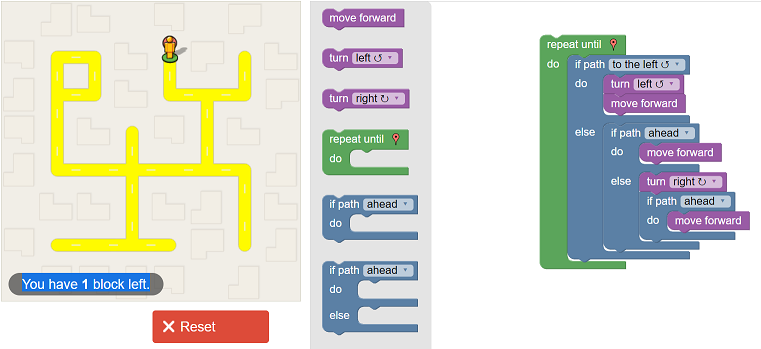 You have 1 block left.
Reset
move forward
turn left ↺
turn right ↻
repeat until
do
if path ahead
do
if path ahead
do
else
repeat until
do
if path to the left ↺
do
turn left ↺
move forward
else
if path ahead
do
move forward
else
turn right ↻
if path ahead
do
move forward